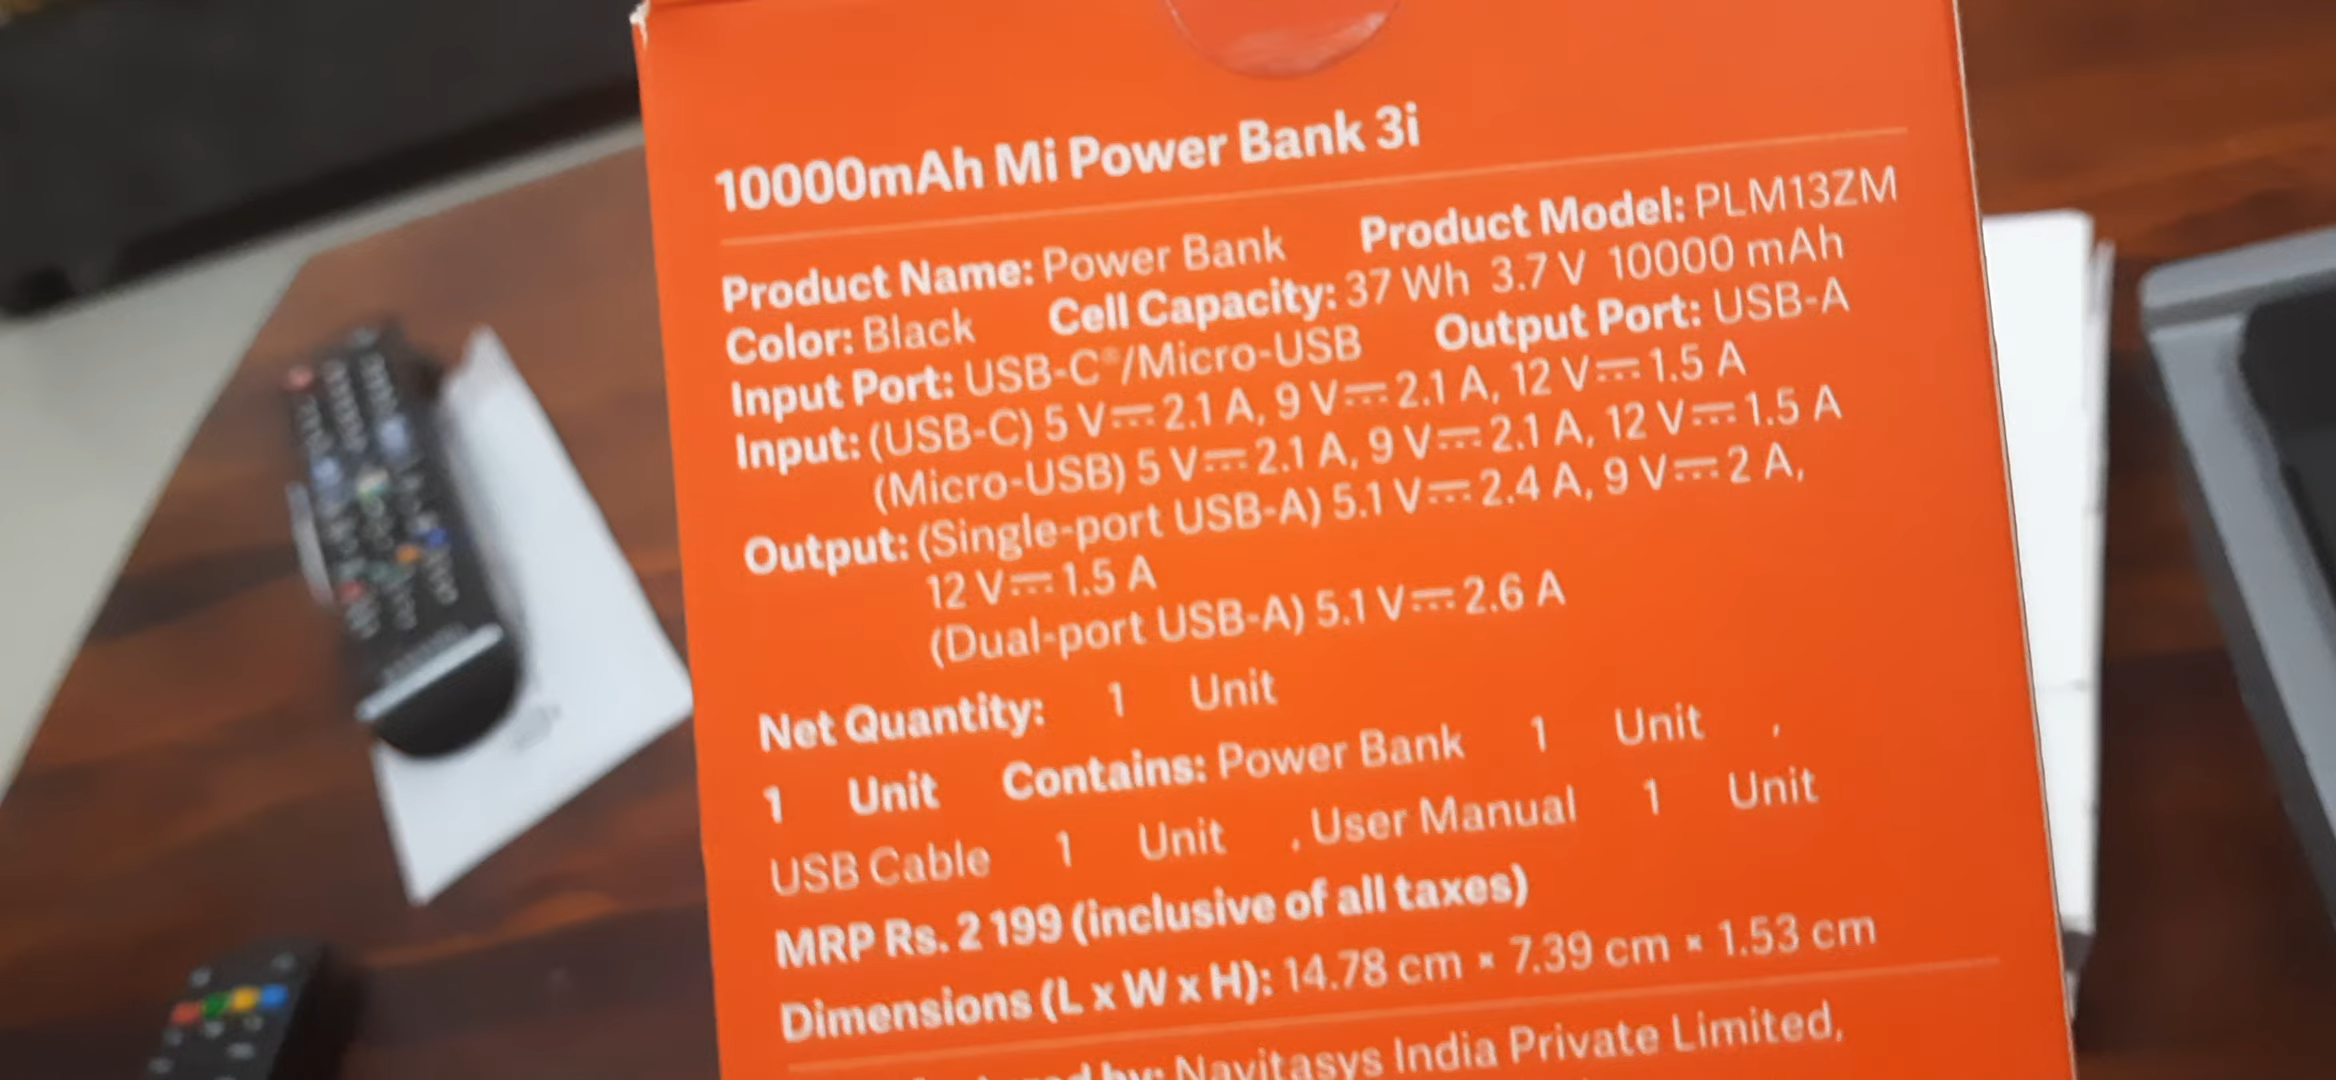 10000mAh Mi Power Bank 3i
Product Name: Power Bank Product Model: PLM13ZM
Color: Black Cell Capacity: 37 Wh 3.7 V 10000 mAh
Input Port: USB-C®/Micro-USB Output Port: USB-A
Input: (USB-C) 5 V⎓2.1 A, 9 V⎓2.1 A, 12 V⎓1.5 A
(Micro-USB) 5 V⎓2.1 A, 9 V⎓2.1 A, 12 V⎓1.5 A
Output: (Single-port USB-A) 5.1 V⎓2.4 A, 9 V⎓2 A,
12 V⎓1.5 A
(Dual-port USB-A) 5.1 V⎓2.6 A
Net Quantity: 1 Unit
1 Unit Contains: Power Bank 1 Unit ,
USB Cable 1 Unit , User Manual 1 Unit
MRP Rs. 2 199 (inclusive of all taxes)
Dimensions (L x W x H): 14.78 cm × 7.39 cm × 1.53 cm
by: Navitasys India Private Limited,